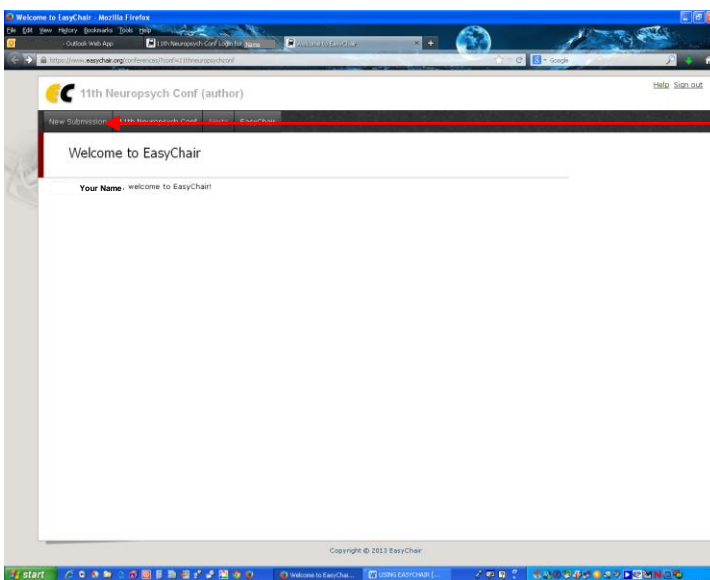 Welcome to EasyChair - Mozilla Firefox
File Edit View History Bookmarks Tools Help
- Outlook Web App
11th Neuropsych Conf Login for Name
Welcome to EasyChair
https://www.easychair.org/conferences/?conf=11thneuropsychconf
Google
11th Neuropsych Conf (author)
Help Sign out
New Submission 11th Neuropsych Conf News EasyChair
Welcome to EasyChair
Your Name, welcome to EasyChair!
Copyright © 2013 EasyChair
start
Welcome to EasyChai...
USING EASYCHAIR [...